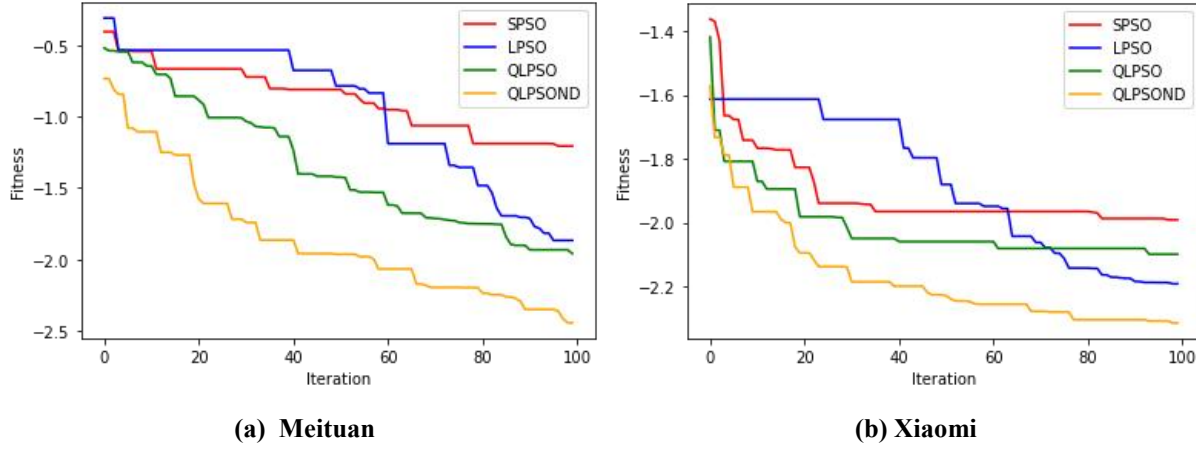 SPSO
LPSO
QLPSO
QLPSOND
−0.5
−1.0
−1.5
−2.0
−2.5
Fitness
0 20 40 60 80 100
Iteration
(a) Meituan
SPSO
LPSO
QLPSO
QLPSOND
−1.4
−1.6
−1.8
−2.0
−2.2
Fitness
0 20 40 60 80 100
Iteration
(b) Xiaomi